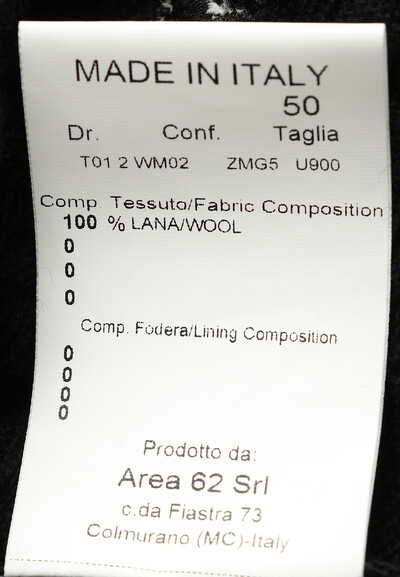 MADE IN ITALY
50
Dr. Conf. Taglia
T01 2 WM02 ZMG5 U900
Comp. Tessuto/Fabric Composition
100 % LANA/WOOL
0
0
0
Comp. Fodera/Lining Composition
0
0
0
0
Prodotto da:
Area 62 Srl
c.da Fiastra 73
Colmurano (MC)-Italy